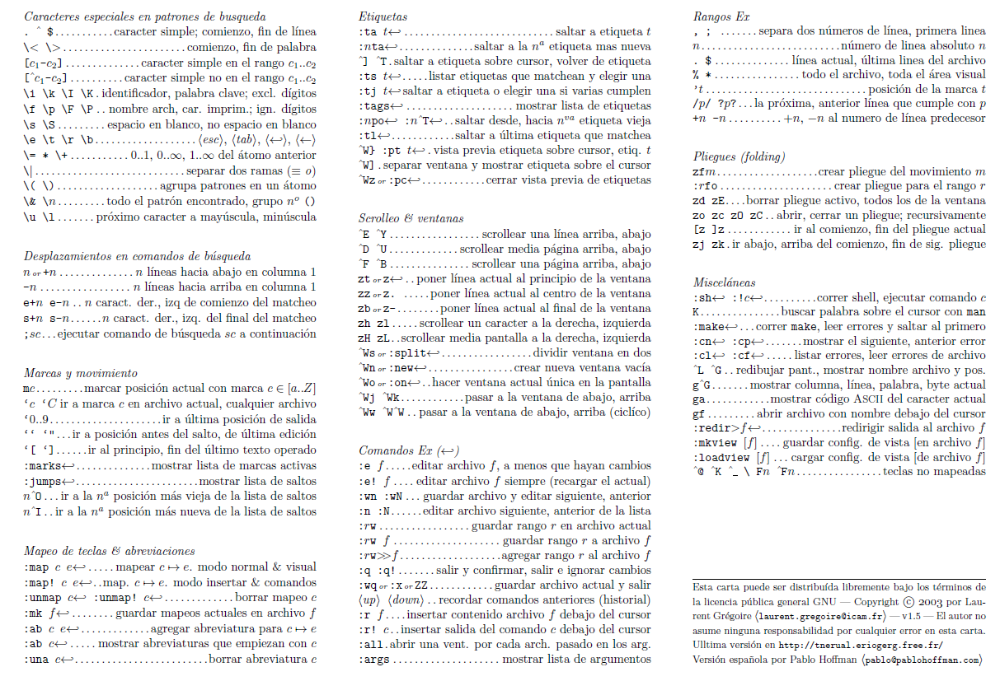 Caracteres especiales en patrones de busqueda
. ^ $...........caracter simple; comienzo, fin de línea
\< \>.......................comienzo, fin de palabra
[c₁-c₂].............caracter simple en el rango c₁..c₂
[^c₁-c₂]..........caracter simple no en el rango c₁..c₂
\i \k \I \K.identificador, palabra clave; excl. dígitos
\f \p \F \P..nombre arch, car. imprim.; ign. dígitos
\s \S.........espacio en blanco, no espacio en blanco
\e \t \r \b...................⟨esc⟩, ⟨tab⟩, ⟨↩⟩, ⟨←⟩
\= * \+...........0..1, 0..∞, 1..∞ del átomo anterior
\|............................separar dos ramas (≡ o)
\( \)...................agrupa patrones en un átomo
\& \n.........todo el patrón encontrado, grupo nº ()
\u \l.......próximo caracter a mayúscula, minúscula
Desplazamientos en comandos de búsqueda
n or +n..............n líneas hacia abajo en columna 1
-n.................n líneas hacia arriba en columna 1
e+n e-n..n caract. der., izq de comienzo del matcheo
s+n s-n......n caract. der., izq. del final del matcheo
;sc...ejecutar comando de búsqueda sc a continuación
Marcas y movimiento
mc.........marcar posición actual con marca c ∈ [a..Z]
‘c ‘C ir a marca c en archivo actual, cualquier archivo
‘0..9.....................ir a última posición de salida
‘‘ ‘"...ir a posición antes del salto, de última edición
‘[ ‘]......ir al principio, fin del último texto operado
:marks↩..............mostrar lista de marcas activas
:jumps↩.......................mostrar lista de saltos
n^O...ir a la nª posición más vieja de la lista de saltos
n^I..ir a la nª posición más nueva de la lista de saltos
Mapeo de teclas & abreviaciones
:map c e↩.....mapear c ↦ e. modo normal & visual
:map! c e↩..map. c ↦ e. modo insertar & comandos
:unmap c↩ :unmap! c↩.............borrar mapeo c
:mk f↩........guardar mapeos actuales en archivo f
:ab c e↩.............agregar abreviatura para c ↦ e
:ab c↩.....mostrar abreviaturas que empiezan con c
:una c↩.........................borrar abreviatura c
Etiquetas
:ta t↩............................saltar a etiqueta t
:nta↩..............saltar a la nª etiqueta mas nueva
^] ^T.saltar a etiqueta sobre cursor, volver de etiqueta
:ts t↩....listar etiquetas que matchean y elegir una
:tj t↩saltar a etiqueta o elegir una si varias cumplen
:tags↩....................mostrar lista de etiquetas
:npo↩ :n^T↩..saltar desde, hacia nᵛᵃ etiqueta vieja
:tl↩............saltar a última etiqueta que matchea
^W} :pt t↩.vista previa etiqueta sobre cursor, etiq. t
^W].separar ventana y mostrar etiqueta sobre el cursor
^Wz or :pc↩............cerrar vista previa de etiquetas
Scrolleo & ventanas
^E ^Y.................scrollear una línea arriba, abajo
^D ^U.............scrollear media página arriba, abajo
^F ^B...............scrollear una página arriba, abajo
zt or z↩..poner línea actual al principio de la ventana
zz or z. .....poner línea actual al centro de la ventana
zb or z-........poner línea actual al final de la ventana
zh zl.....scrollear un caracter a la derecha, izquierda
zH zL..scrollear media pantalla a la derecha, izquierda
^Ws or :split↩.................dividir ventana en dos
^Wn or :new↩................crear nueva ventana vacía
^Wo or :on↩..hacer ventana actual única en la pantalla
^Wj ^Wk............pasar a la ventana de abajo, arriba
^Ww ^W^W..pasar a la ventana de abajo, arriba (ciclíco)
Comandos Ex (↩)
:e f.....editar archivo f, a menos que hayan cambios
:e! f....editar archivo f siempre (recargar el actual)
:wn :wN...guardar archivo y editar siguiente, anterior
:n :N......editar archivo siguiente, anterior de la lista
:rw.................guardar rango r en archivo actual
:rw f....................guardar rango r a archivo f
:rw≫f...................agregar rango r al archivo f
:q :q!.......salir y confirmar, salir e ignorar cambios
:wq or :x or ZZ............guardar archivo actual y salir
⟨up⟩ ⟨down⟩..recordar comandos anteriores (historial)
:r f....insertar contenido archivo f debajo del cursor
:r! c..insertar salida del comando c debajo del cursor
:all.abrir una vent. por cada arch. pasado en los arg.
:args....................mostrar lista de argumentos
Rangos Ex
, ; .......separa dos números de línea, primera linea
n..........................número de linea absoluto n
. $...............línea actual, última linea del archivo
% *.................todo el archivo, toda el área visual
’t..............................posición de la marca t
/p/ ?p?...la próxima, anterior línea que cumple con p
+n -n..........+n, −n al numero de línea predecesor
Pliegues (folding)
zfm...................crear pliegue del movimiento m
:rfo.....................crear pliegue para el rango r
zd zE....borrar pliegue activo, todos los de la ventana
zo zc zO zC..abrir, cerrar un pliegue; recursivamente
[z ]z............ir al comienzo, fin del pliegue actual
zj zk.ir abajo, arriba del comienzo, fin de sig. pliegue
Misceláneas
:sh↩ :!c↩..........correr shell, ejecutar comando c
K...............buscar palabra sobre el cursor con man
:make↩...correr make, leer errores y saltar al primero
:cn↩ :cp↩.......mostrar el siguiente, anterior error
:cl↩ :cf↩.....listar errores, leer errores de archivo
^L ^G..redibujar pant., mostrar nombre archivo y pos.
g^G.......mostrar columna, línea, palabra, byte actual
ga............mostrar código ASCII del caracter actual
gf.........abrir archivo con nombre debajo del cursor
:redir>f↩...............redirigir salida al archivo f
:mkview [f]....guardar config. de vista [en archivo f]
:loadview [f]...cargar config. de vista [de archivo f]
^@ ^K ^_ \ Fn ^Fn................teclas no mapeadas
Esta carta puede ser distribuída libremente bajo los términos de
la licencia pública general GNU — Copyright © 2003 por Lau-
rent Grégoire ⟨laurent.gregoire@icam.fr⟩ — v1.5 — El autor no
asume ninguna responsabilidad por cualquier error en esta carta.
Ulltima versión en http://tnerual.eriogerg.free.fr/
Versión española por Pablo Hoffman ⟨pablo@pablohoffman.com⟩